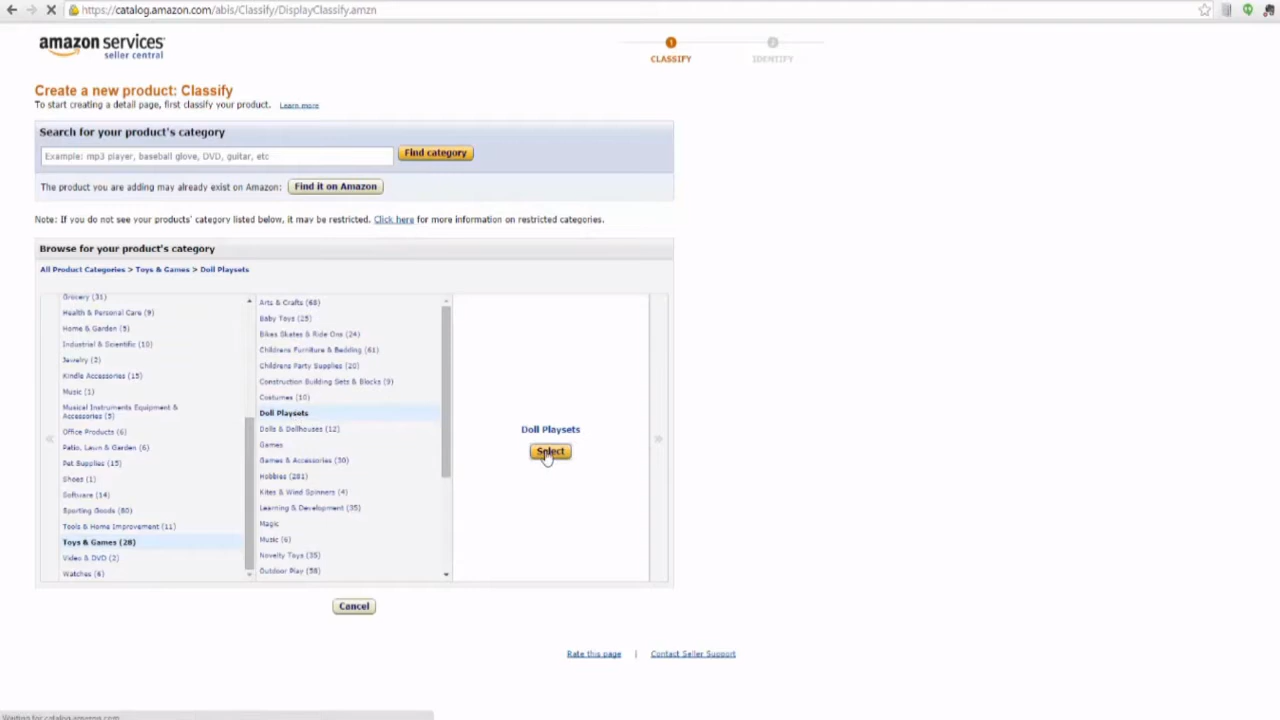 https://catalog.amazon.com/abis/Classify/DisplayClassify.amzn
amazon services
seller central
1 2
CLASSIFY IDENTIFY
Create a new product: Classify
To start creating a detail page, first classify your product. Learn more
Search for your product's category
Example: mp3 player, baseball glove, DVD, guitar, etc Find category
The product you are adding may already exist on Amazon: Find it on Amazon
Note: If you do not see your products' category listed below, it may be restricted. Click here for more information on restricted categories.
Browse for your product's category
All Product Categories > Toys & Games > Doll Playsets
Grocery (31)
Health & Personal Care (9)
Home & Garden (5)
Industrial & Scientific (10)
Jewelry (2)
Kindle Accessories (15)
Music (1)
Musical Instruments Equipment &
Accessories (5)
Office Products (6)
Patio, Lawn & Garden (6)
Pet Supplies (15)
Shoes (1)
Software (14)
Sporting Goods (80)
Tools & Home Improvement (11)
Toys & Games (28)
Video & DVD (2)
Watches (6)
Arts & Crafts (68)
Baby Toys (25)
Bikes Skates & Ride Ons (24)
Childrens Furniture & Bedding (61)
Childrens Party Supplies (20)
Construction Building Sets & Blocks (9)
Costumes (10)
Doll Playsets
Dolls & Dollhouses (12)
Games
Games & Accessories (30)
Hobbies (281)
Kites & Wind Spinners (4)
Learning & Development (35)
Magic
Music (6)
Novelty Toys (35)
Outdoor Play (58)
Doll Playsets
Select
Cancel
Rate this page | Contact Seller Support
Waiting for catalog.amazon.com